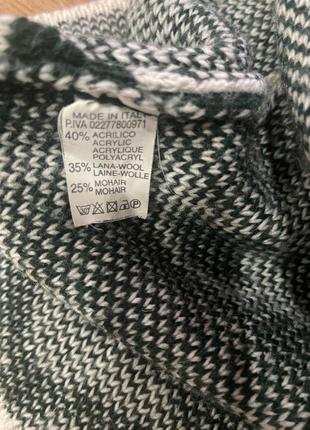 MADE IN ITALY
P.IVA 02277800971
40% ACRILICO
ACRYLIC
ACRYLIQUE
POLYACRYL
35% LANA-WOOL
LAINE-WOLLE
25% MOHAIR
MOHAIR